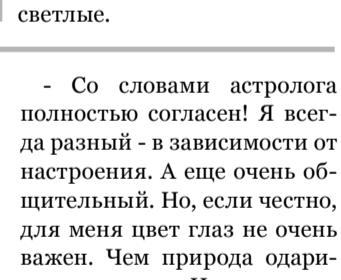 светлые.
- Со словами астролога
полностью согласен! Я всег-
да разный - в зависимости от
настроения. А еще очень об-
щительный. Но, если честно,
для меня цвет глаз не очень
важен. Чем природа одари-